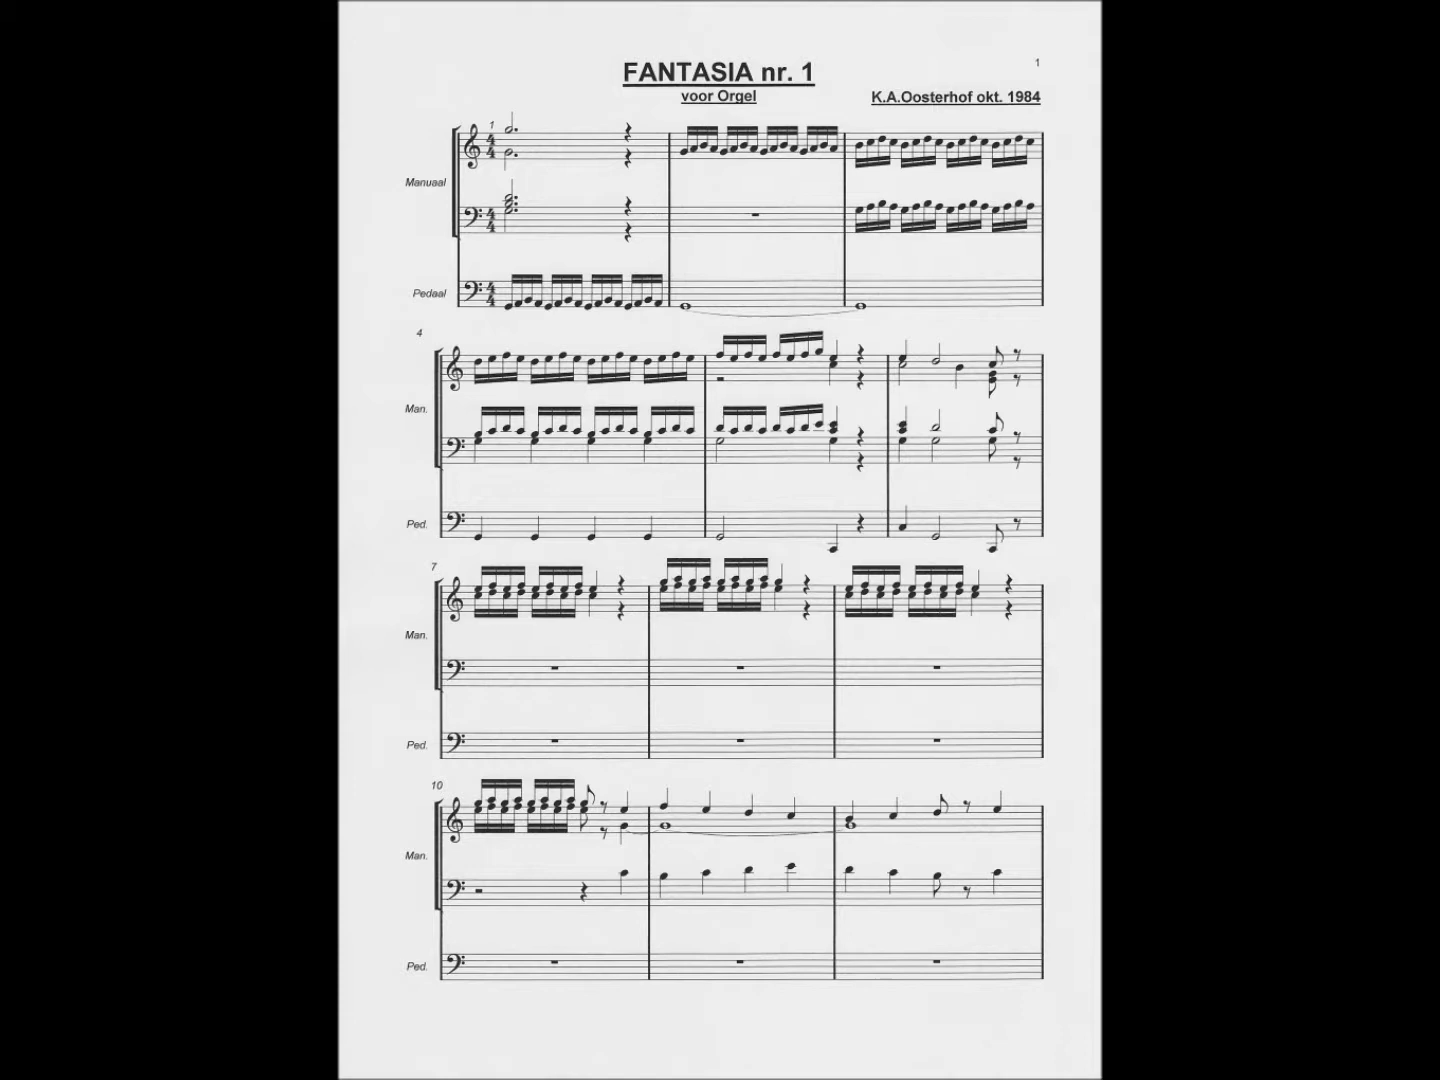 1
FANTASIA nr. 1
voor Orgel
K.A.Oosterhof okt. 1984
1
Manuaal
Pedaal
4
Man.
Ped.
7
Man.
Ped.
10
Man.
Ped.